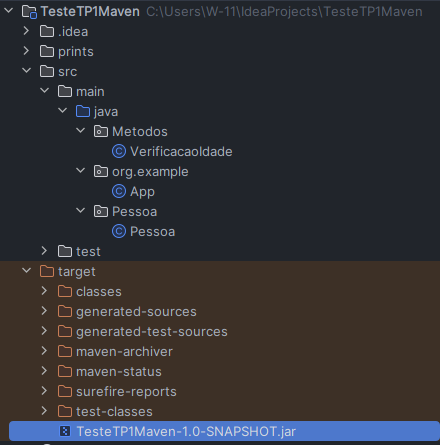 TesteTP1Maven C:\Users\W-11\IdeaProjects\TesteTP1Maven
.idea
prints
src
main
java
Metodos
VerificacaoIdade
org.example
App
Pessoa
Pessoa
test
target
classes
generated-sources
generated-test-sources
maven-archiver
maven-status
surefire-reports
test-classes
TesteTP1Maven-1.0-SNAPSHOT.jar